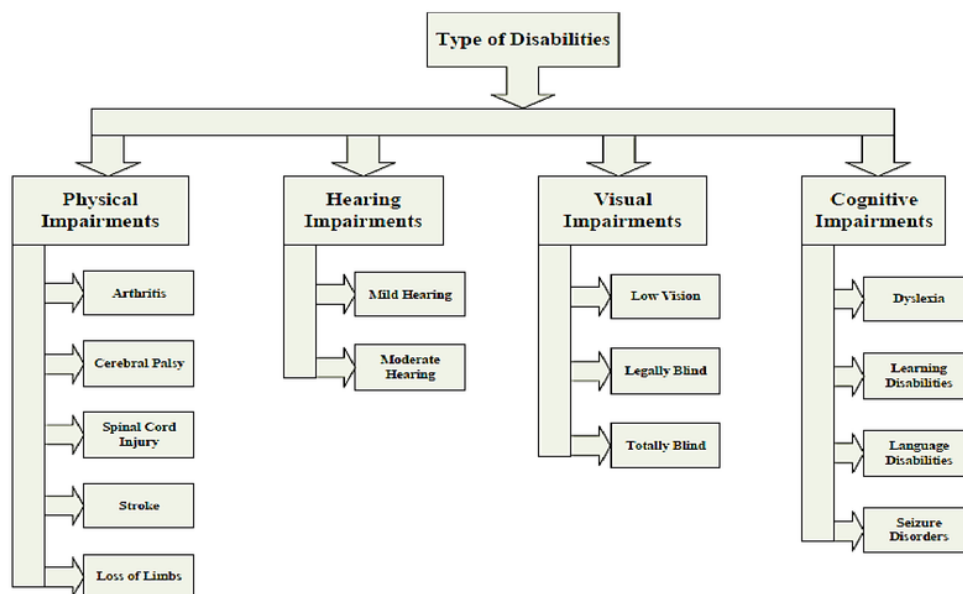 Type of Disabilities
Physical
Impairments
Arthritis
Cerebral Palsy
Spinal Cord
Injury
Stroke
Loss of Limbs
Hearing
Impairments
Mild Hearing
Moderate
Hearing
Visual
Impairments
Low Vision
Legally Blind
Totally Blind
Cognitive
Impairments
Dyslexia
Learning
Disabilities
Language
Disabilities
Seizure
Disorders